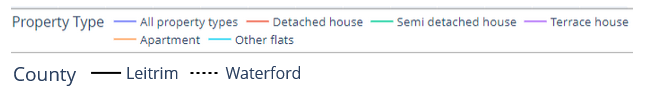 Property Type All property types Detached house Semi detached house Terrace house
Apartment Other flats
County Leitrim Waterford